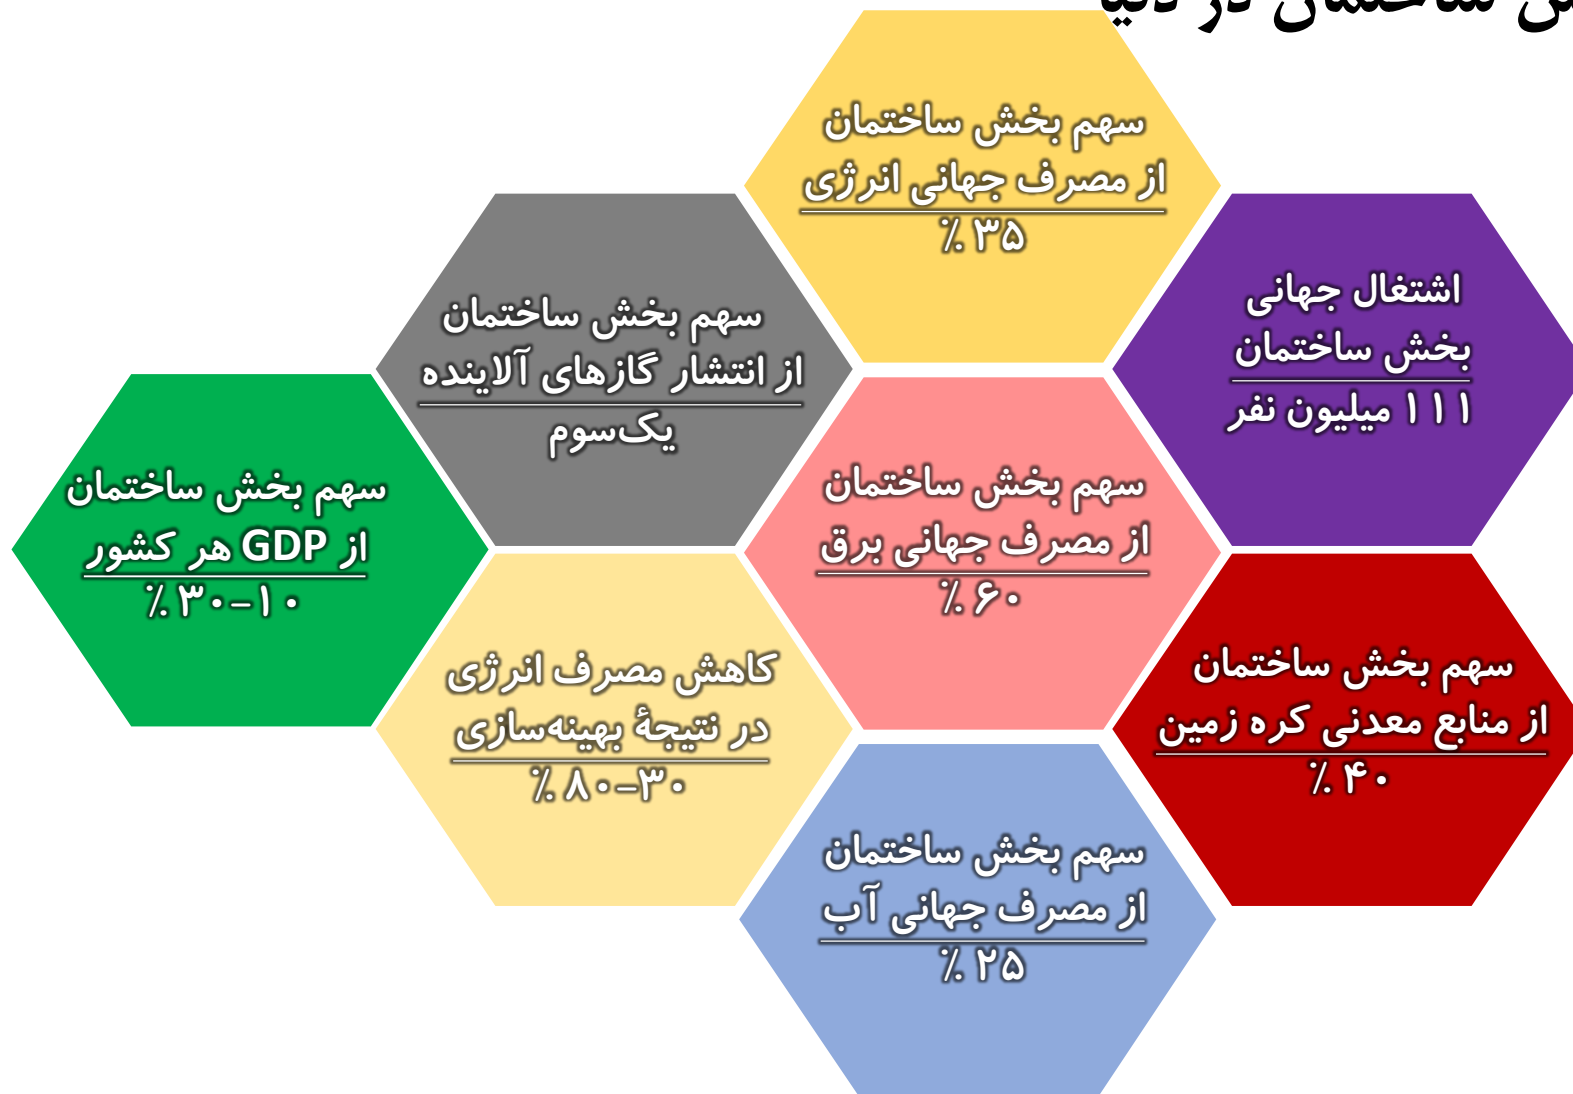 ساختمان در دنیا
سهم بخش ساختمان
از مصرف جهانی انرژی
۳۵ ٪
اشتغال جهانی
بخش ساختمان
۱۱۱ میلیون نفر
سهم بخش ساختمان
از انتشار گازهای آلاینده
یک‌سوم
سهم بخش ساختمان
از مصرف جهانی برق
۶۰ ٪
سهم بخش ساختمان
از GDP هر کشور
۱۰-۳۰ ٪
سهم بخش ساختمان
از منابع معدنی کره زمین
۴۰ ٪
کاهش مصرف انرژی
در نتیجهٔ بهینه‌سازی
۳۰-۸۰ ٪
سهم بخش ساختمان
از مصرف جهانی آب
۲۵ ٪